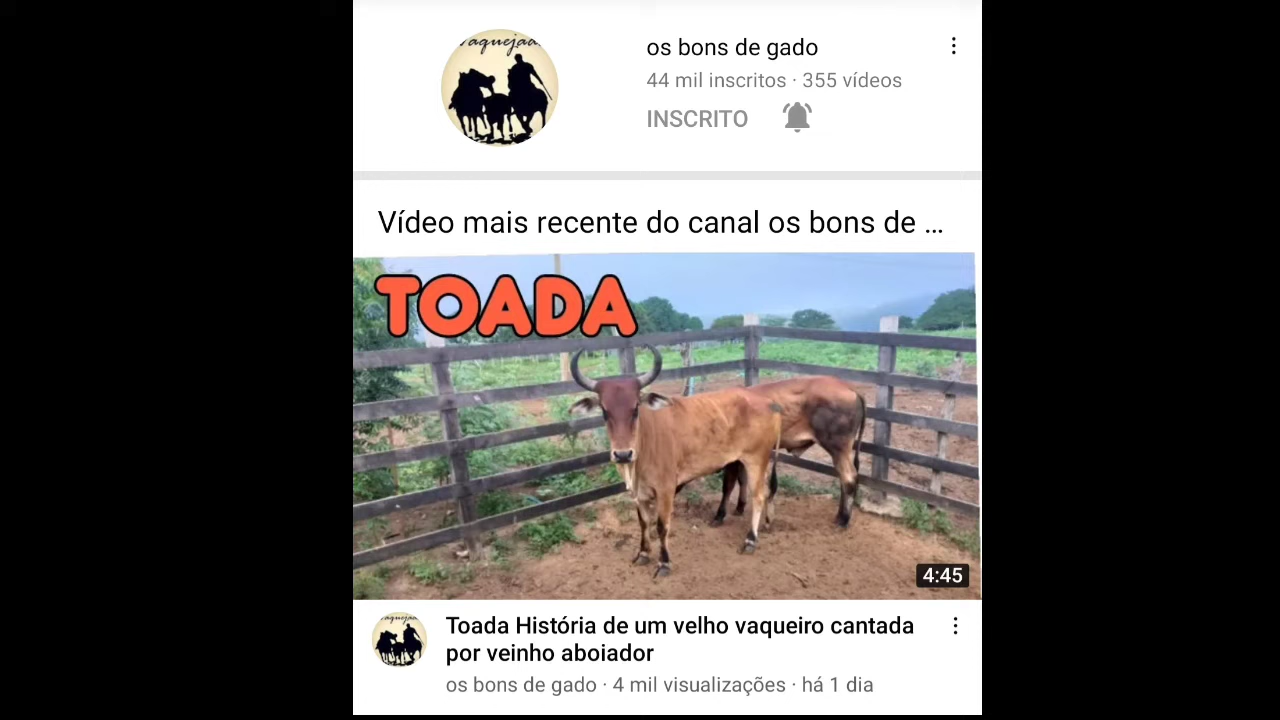 vaquejada
os bons de gado
44 mil inscritos · 355 vídeos
INSCRITO
Vídeo mais recente do canal os bons de ...
TOADA
4:45
Toada História de um velho vaqueiro cantada
por veinho aboiador
os bons de gado · 4 mil visualizações · há 1 dia